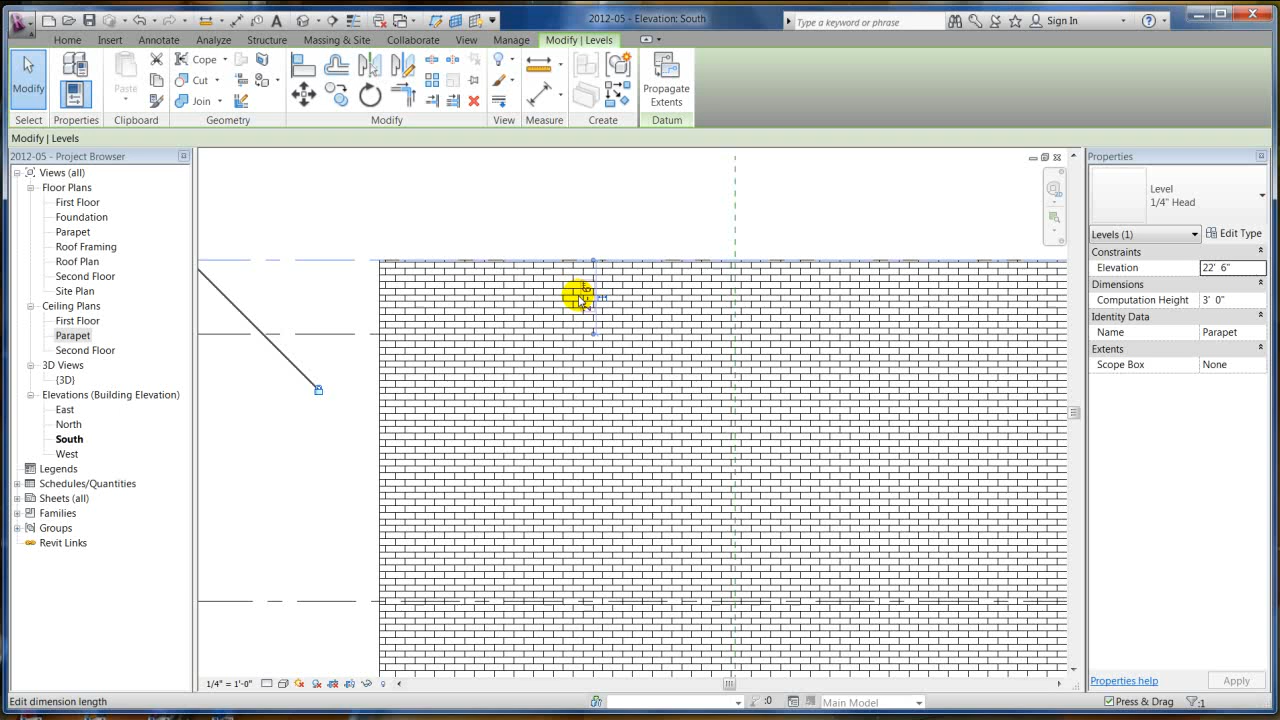 2012-05 - Elevation: South
Type a keyword or phrase
Sign In
Home Insert Annotate Analyze Structure Massing & Site Collaborate View Manage Modify | Levels
Modify
Paste
Cope
Cut
Join
Propagate
Extents
Select Properties Clipboard Geometry Modify View Measure Create Datum
Modify | Levels
2012-05 - Project Browser
Views (all)
Floor Plans
First Floor
Foundation
Parapet
Roof Framing
Roof Plan
Second Floor
Site Plan
Ceiling Plans
First Floor
Parapet
Second Floor
3D Views
{3D}
Elevations (Building Elevation)
East
North
South
West
Legends
Schedules/Quantities
Sheets (all)
Families
Groups
Revit Links
Properties
Level
1/4" Head
Levels (1)
Edit Type
Constraints
Elevation 22' 6"
Dimensions
Computation Height 3' 0"
Identity Data
Name Parapet
Extents
Scope Box None
Properties help
Apply
1/4" = 1'-0"
Edit dimension length
:0
Main Model
Press & Drag
:1